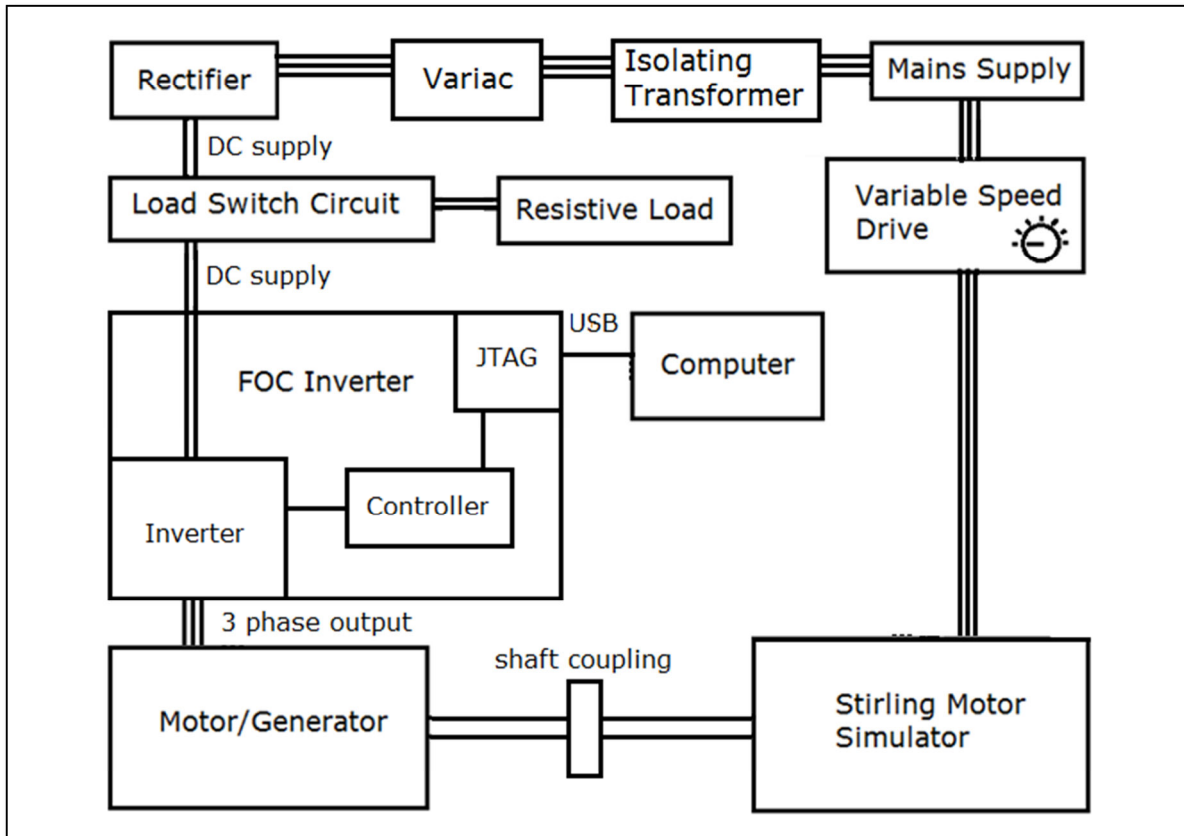 Rectifier
Variac
Isolating
Transformer
Mains Supply
DC supply
Load Switch Circuit
Resistive Load
Variable Speed
Drive
DC supply
FOC Inverter
JTAG
USB
Computer
Controller
Inverter
3 phase output
shaft coupling
Motor/Generator
Stirling Motor
Simulator